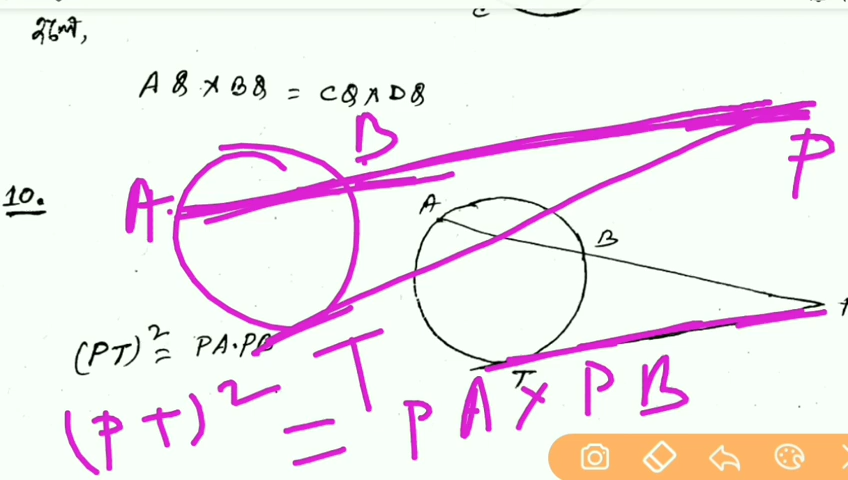 C
AQ × BQ = CQ × DQ
B
P
A
10.
A
B
(PT)² = PA.PB
T
T
(PT)² = PA × PB